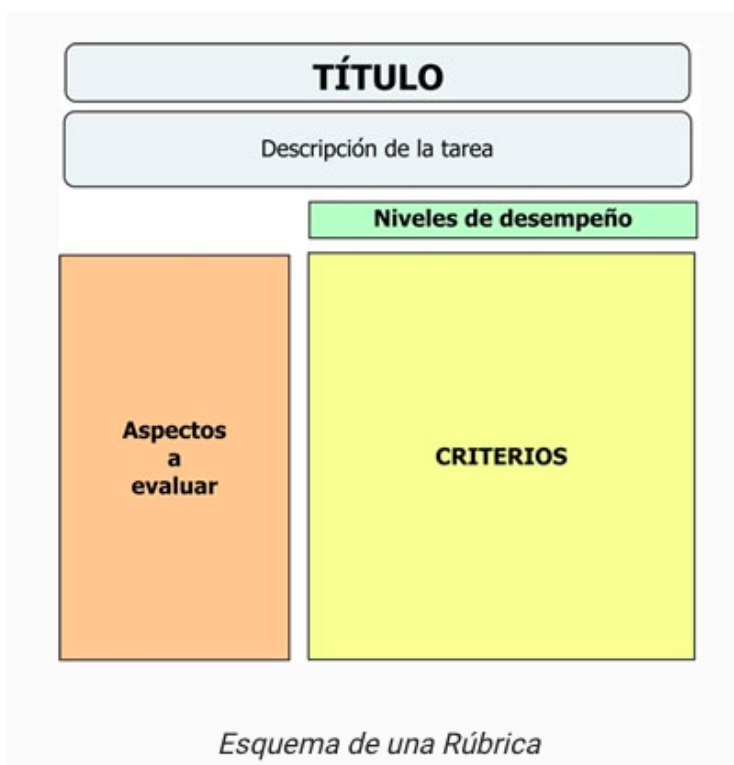 TÍTULO
Descripción de la tarea
Niveles de desempeño
Aspectos
a
evaluar
CRITERIOS
Esquema de una Rúbrica